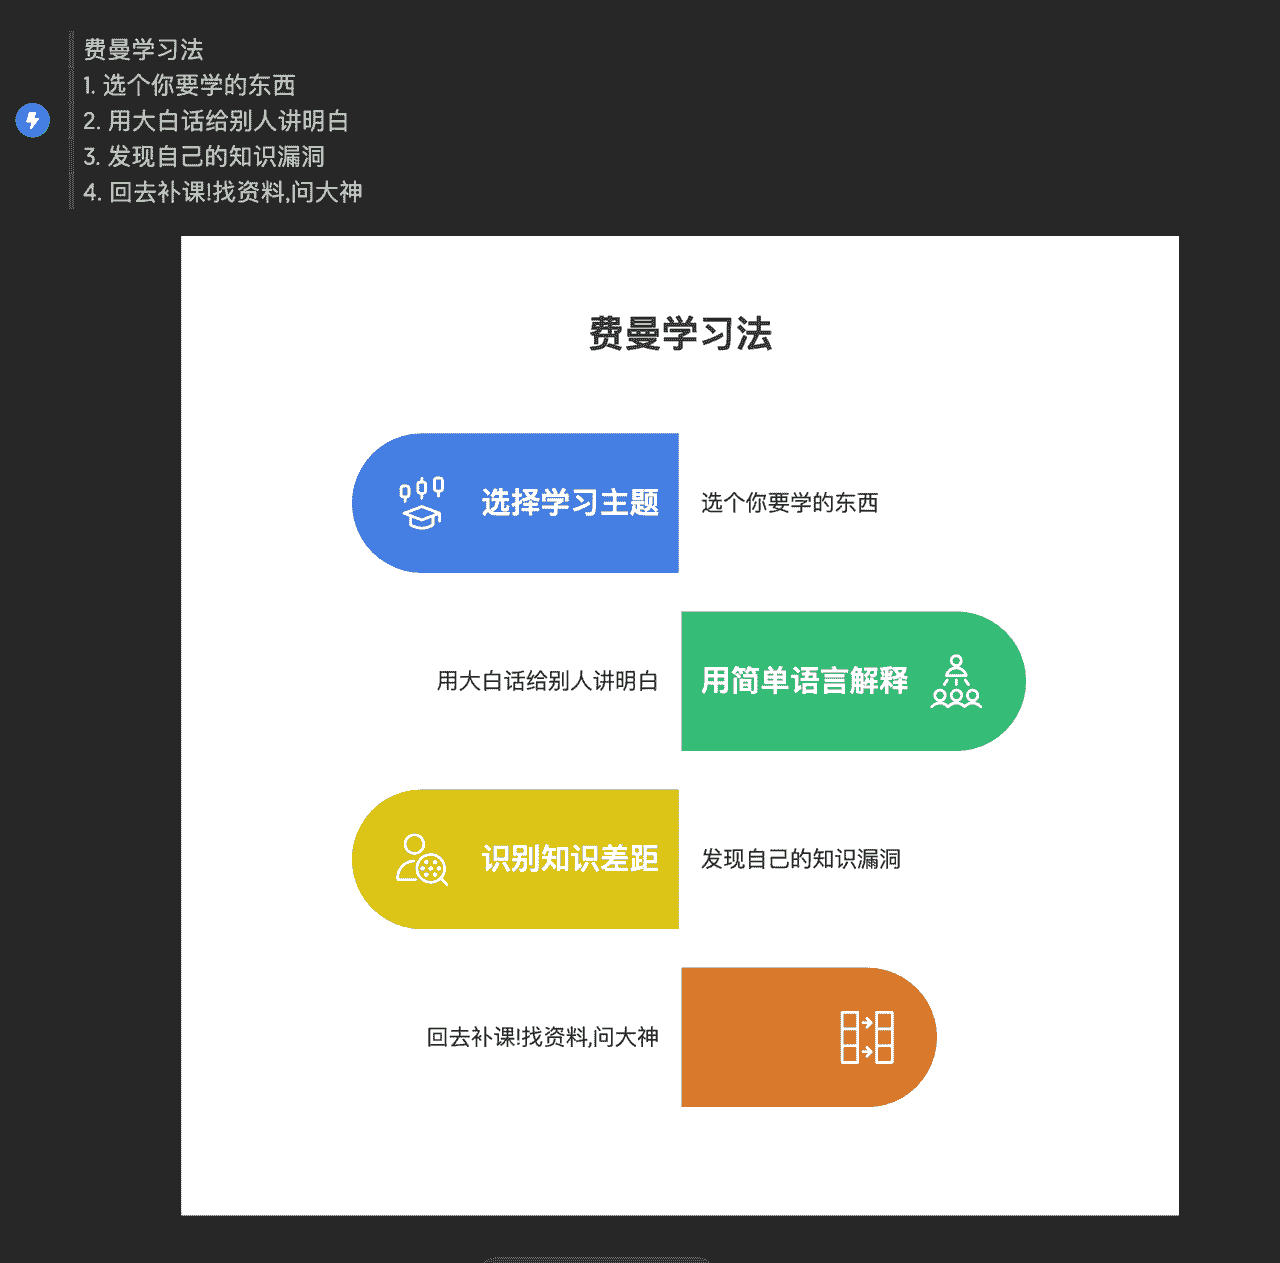 费曼学习法
1. 选个你要学的东西
2. 用大白话给别人讲明白
3. 发现自己的知识漏洞
4. 回去补课!找资料,问大神
费曼学习法
选择学习主题
选个你要学的东西
用大白话给别人讲明白
用简单语言解释
识别知识差距
发现自己的知识漏洞
回去补课!找资料,问大神